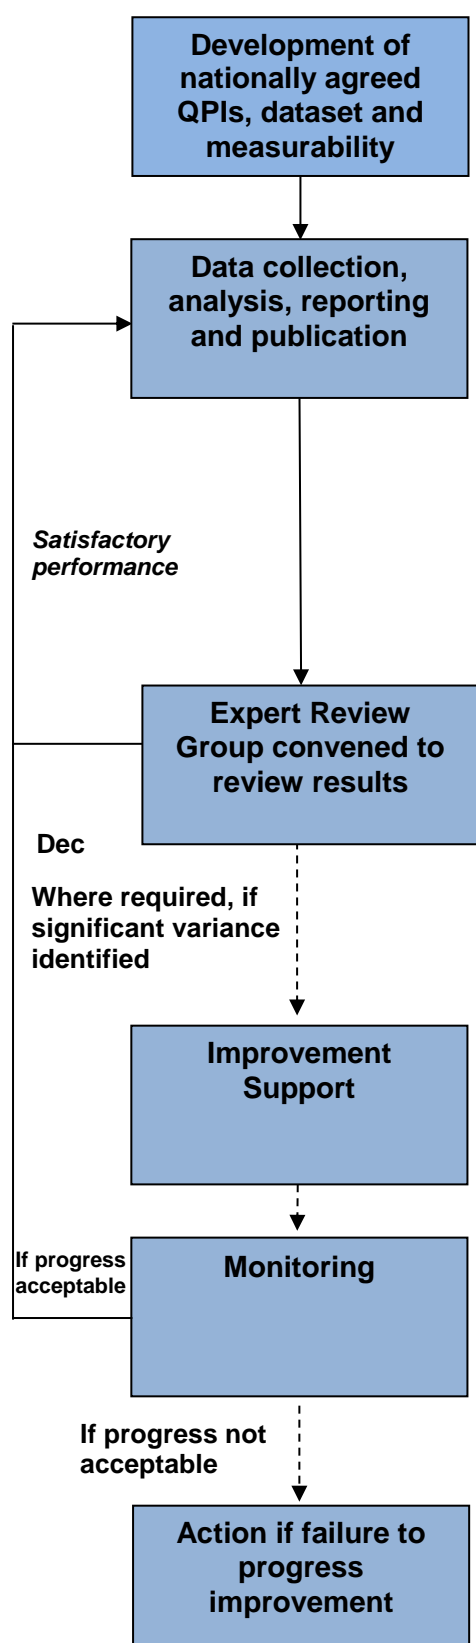 Development of
nationally agreed
QPIs, dataset and
measurability
Data collection,
analysis, reporting
and publication
Satisfactory
performance
Expert Review
Group convened to
review results
Dec
Where required, if
significant variance
identified
Improvement
Support
If progress
acceptable
Monitoring
If progress not
acceptable
Action if failure to
progress
improvement